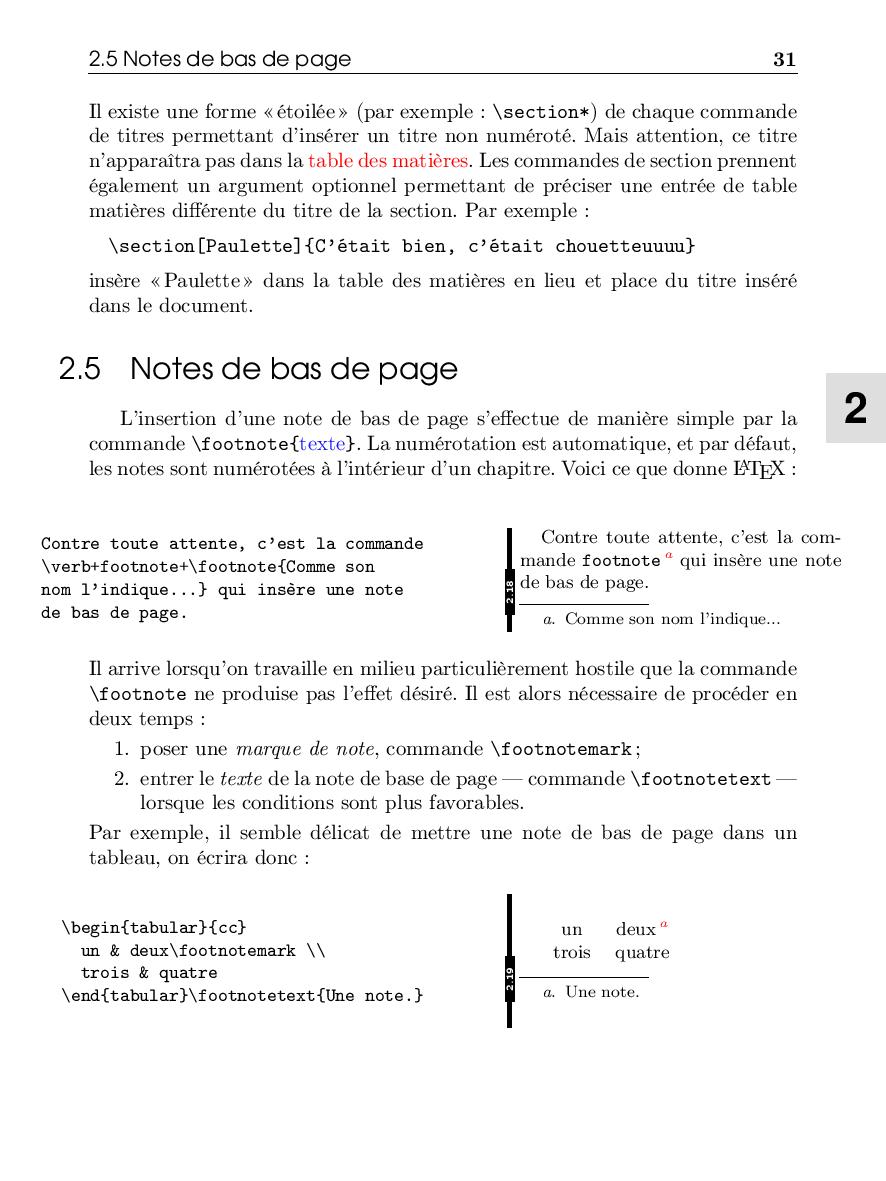 2.5 Notes de bas de page 31
Il existe une forme « étoilée » (par exemple : \section*) de chaque commande
de titres permettant d'insérer un titre non numéroté. Mais attention, ce titre
n'apparaîtra pas dans la table des matières. Les commandes de section prennent
également un argument optionnel permettant de préciser une entrée de table
matières différente du titre de la section. Par exemple :
\section[Paulette]{C'était bien, c'était chouetteuuuu}
insère « Paulette » dans la table des matières en lieu et place du titre inséré
dans le document.
2.5 Notes de bas de page
2
L'insertion d'une note de bas de page s'effectue de manière simple par la
commande \footnote{texte}. La numérotation est automatique, et par défaut,
les notes sont numérotées à l'intérieur d'un chapitre. Voici ce que donne LATEX :
Contre toute attente, c'est la commande
\verb+footnote+\footnote{Comme son
nom l'indique...} qui insère une note
de bas de page.
2.18
Contre toute attente, c'est la com-
mande footnote a qui insère une note
de bas de page.
a. Comme son nom l'indique...
Il arrive lorsqu'on travaille en milieu particulièrement hostile que la commande
\footnote ne produise pas l'effet désiré. Il est alors nécessaire de procéder en
deux temps :
1. poser une marque de note, commande \footnotemark ;
2. entrer le texte de la note de base de page — commande \footnotetext —
lorsque les conditions sont plus favorables.
Par exemple, il semble délicat de mettre une note de bas de page dans un
tableau, on écrira donc :
\begin{tabular}{cc}
un & deux\footnotemark \\
trois & quatre
\end{tabular}\footnotetext{Une note.}
2.19
un deux a
trois quatre
a. Une note.